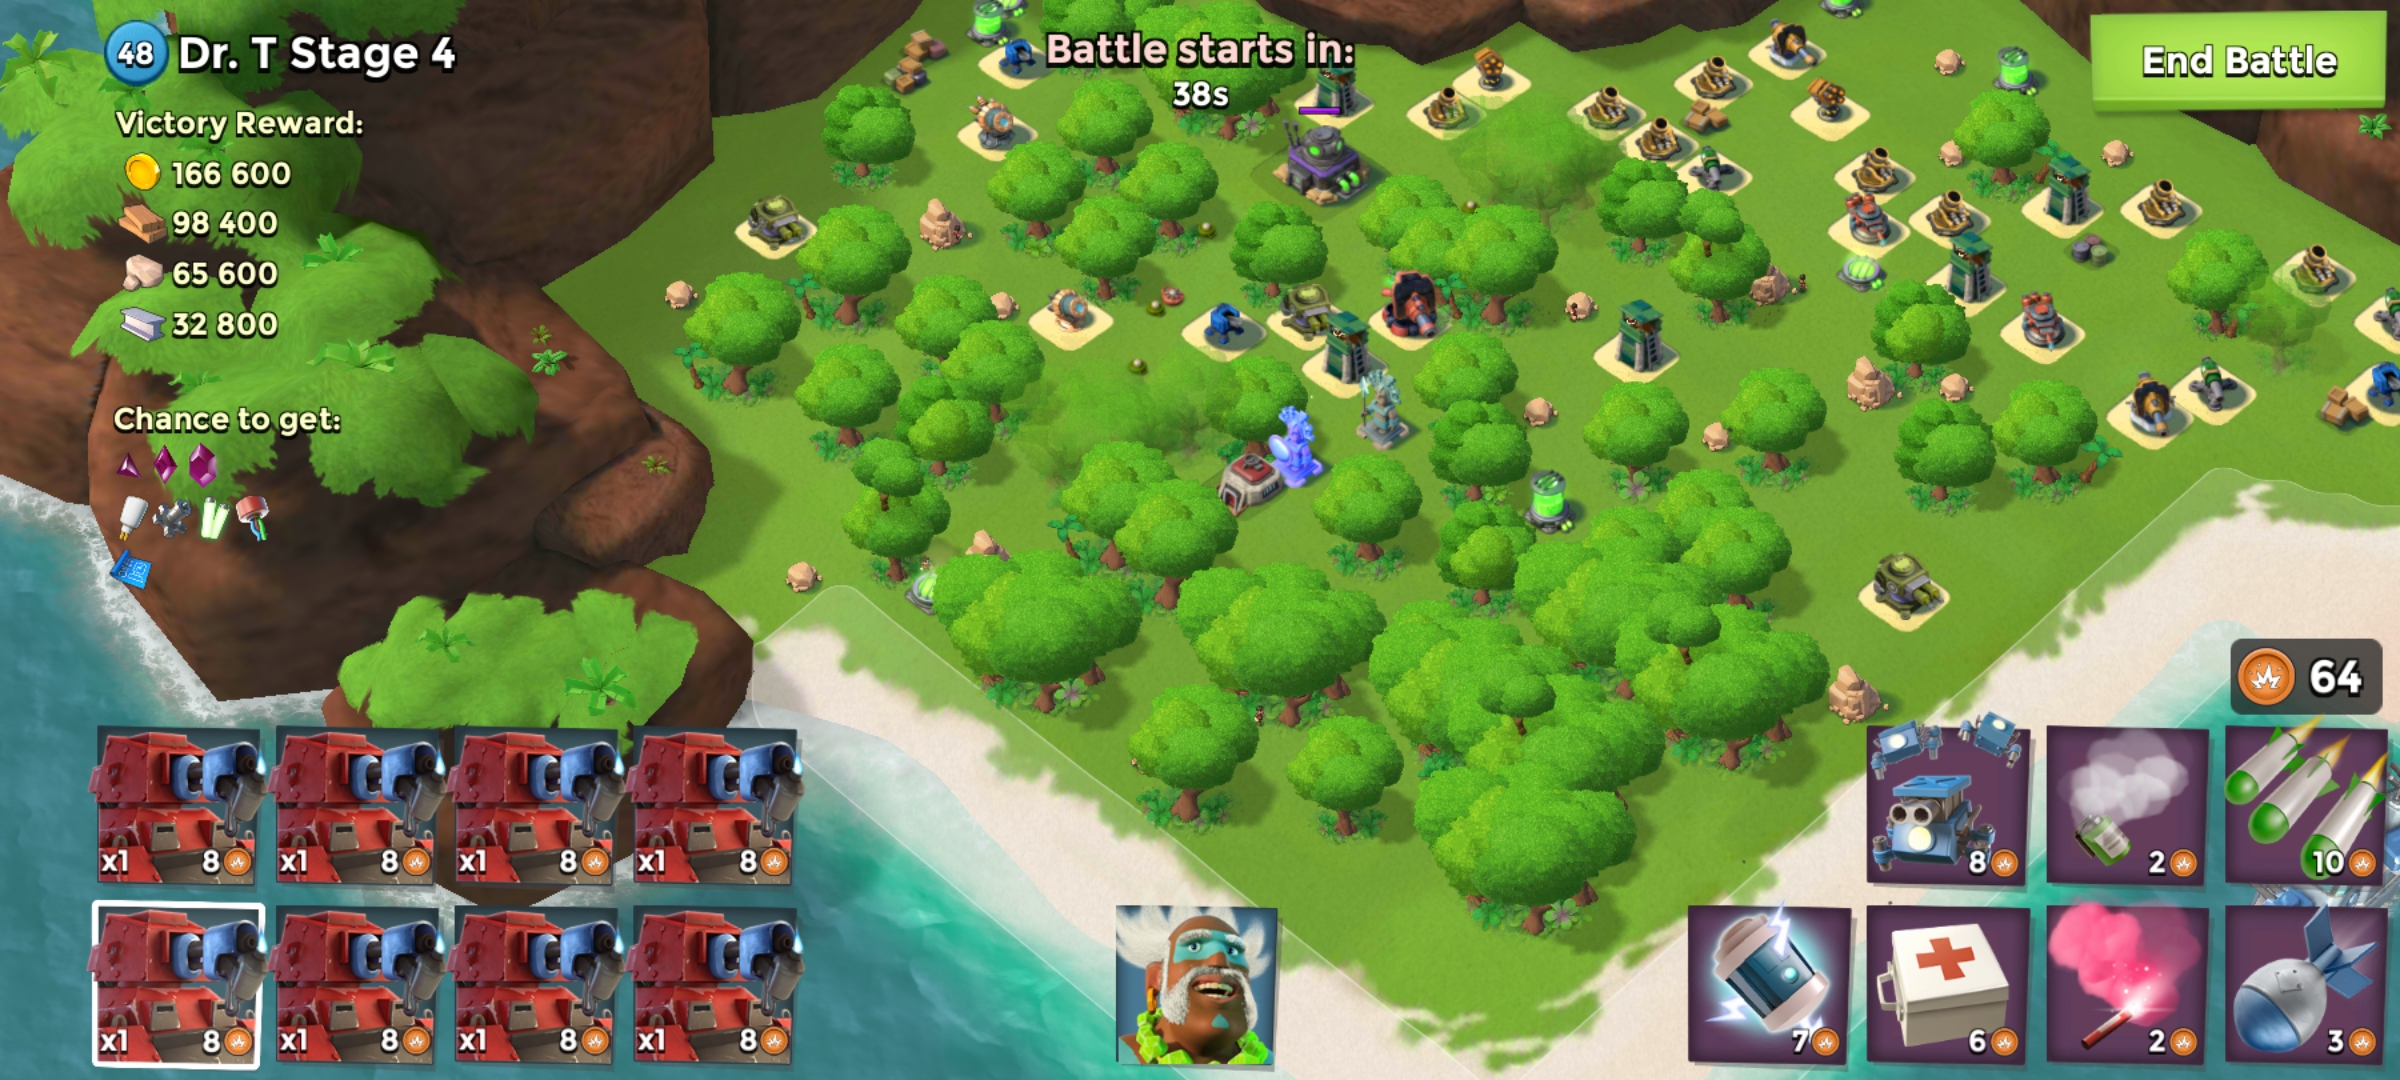 48 Dr. T Stage 4
Victory Reward:
166 600
98 400
65 600
32 800
Chance to get:
Battle starts in:
38s
End Battle
64
x1 8 x1 8 x1 8 x1 8
8 2 10
x1 8 x1 8 x1 8 x1 8
7 6 2 3